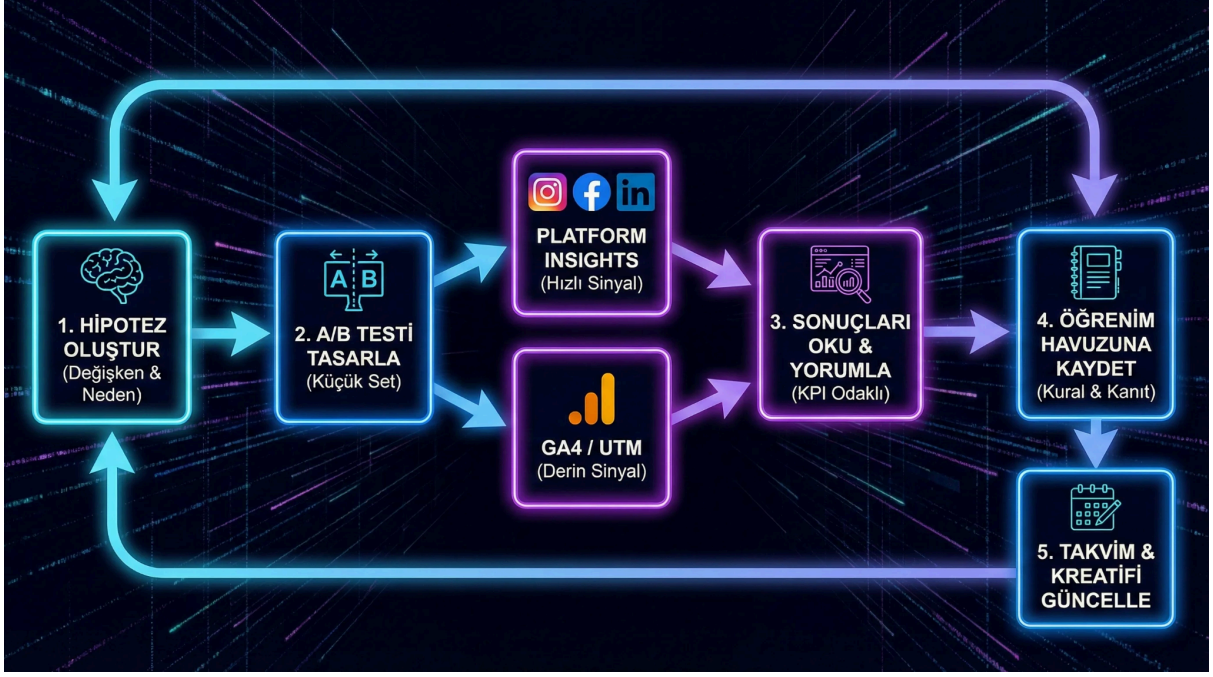 1. HİPOTEZ
OLUŞTUR
(Değişken &
Neden)
A B
2. A/B TESTİ
TASARLA
(Küçük Set)
in
PLATFORM
INSIGHTS
(Hızlı Sinyal)
GA4 / UTM
(Derin Sinyal)
3. SONUÇLARI
OKU &
YORUMLA
(KPI Odaklı)
4. ÖĞRENİM
HAVUZUNA
KAYDET
(Kural & Kanıt)
5. TAKVİM &
KREATİFİ
GÜNCELLE